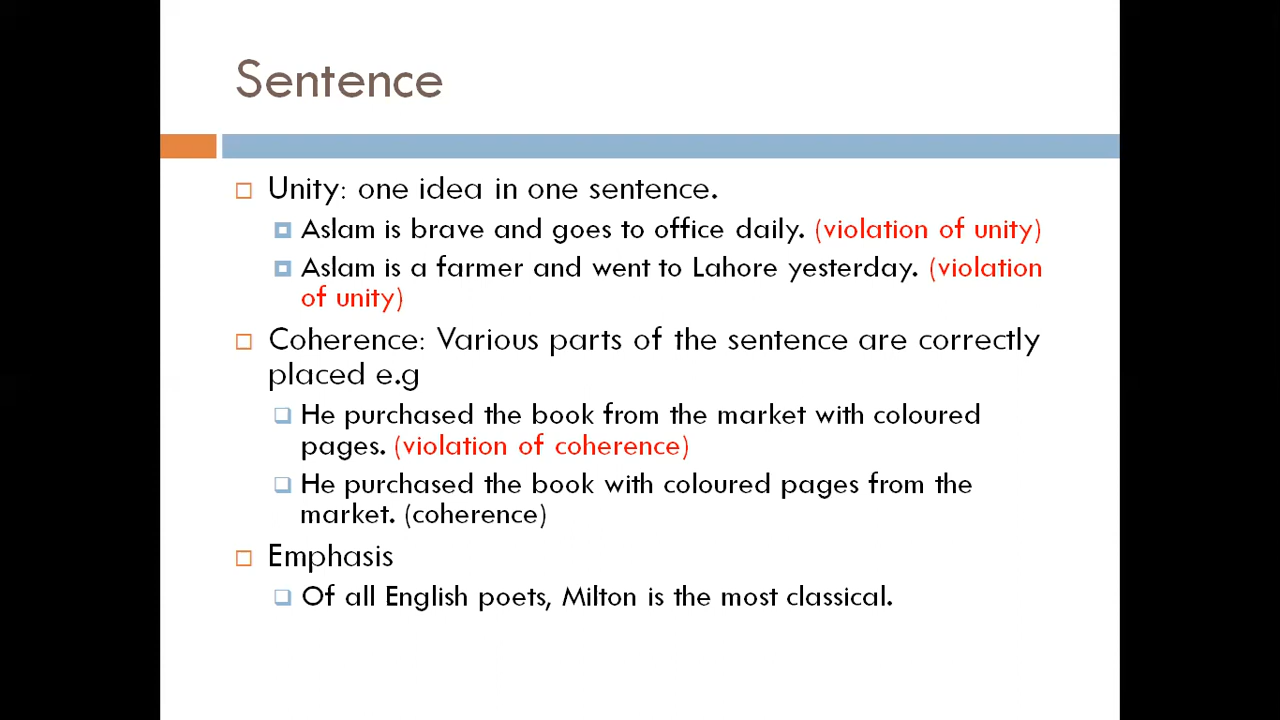 Sentence
Unity: one idea in one sentence.
Aslam is brave and goes to office daily. (violation of unity)
Aslam is a farmer and went to Lahore yesterday. (violation
of unity)
Coherence: Various parts of the sentence are correctly
placed e.g
He purchased the book from the market with coloured
pages. (violation of coherence)
He purchased the book with coloured pages from the
market. (coherence)
Emphasis
Of all English poets, Milton is the most classical.